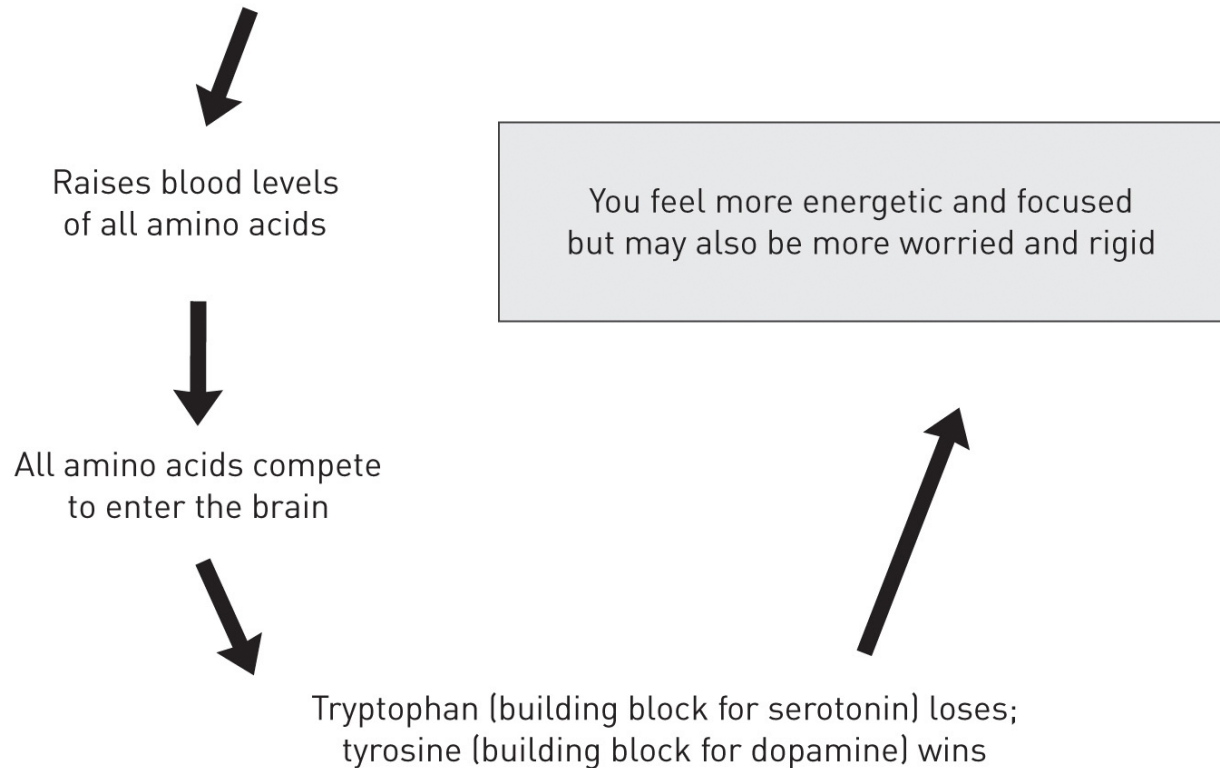 Raises blood levels
of all amino acids
All amino acids compete
to enter the brain
Tryptophan (building block for serotonin) loses;
tyrosine (building block for dopamine) wins
You feel more energetic and focused
but may also be more worried and rigid